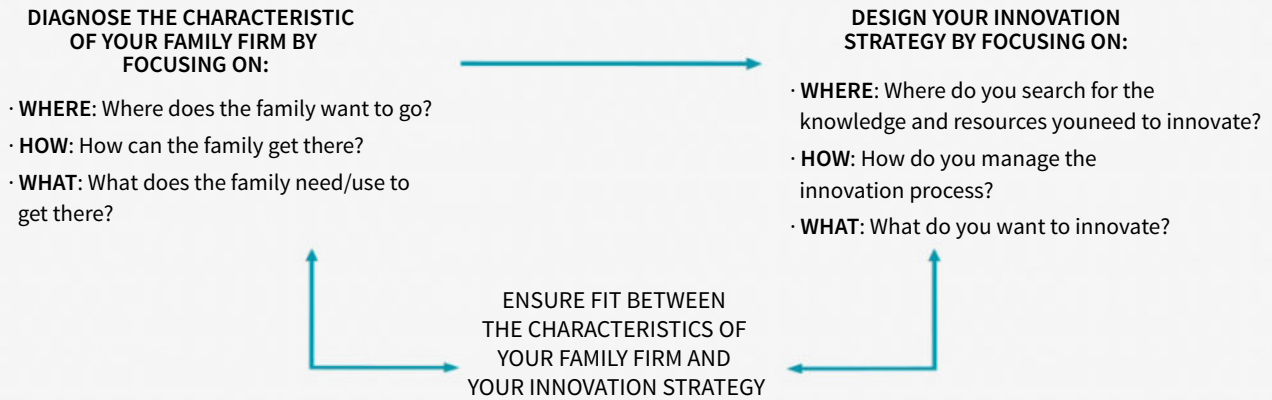 DIAGNOSE THE CHARACTERISTIC
OF YOUR FAMILY FIRM BY
FOCUSING ON:
· WHERE: Where does the family want to go?
· HOW: How can the family get there?
· WHAT: What does the family need/use to
get there?
DESIGN YOUR INNOVATION
STRATEGY BY FOCUSING ON:
· WHERE: Where do you search for the
knowledge and resources youneed to innovate?
· HOW: How do you manage the
innovation process?
· WHAT: What do you want to innovate?
ENSURE FIT BETWEEN
THE CHARACTERISTICS OF
YOUR FAMILY FIRM AND
YOUR INNOVATION STRATEGY